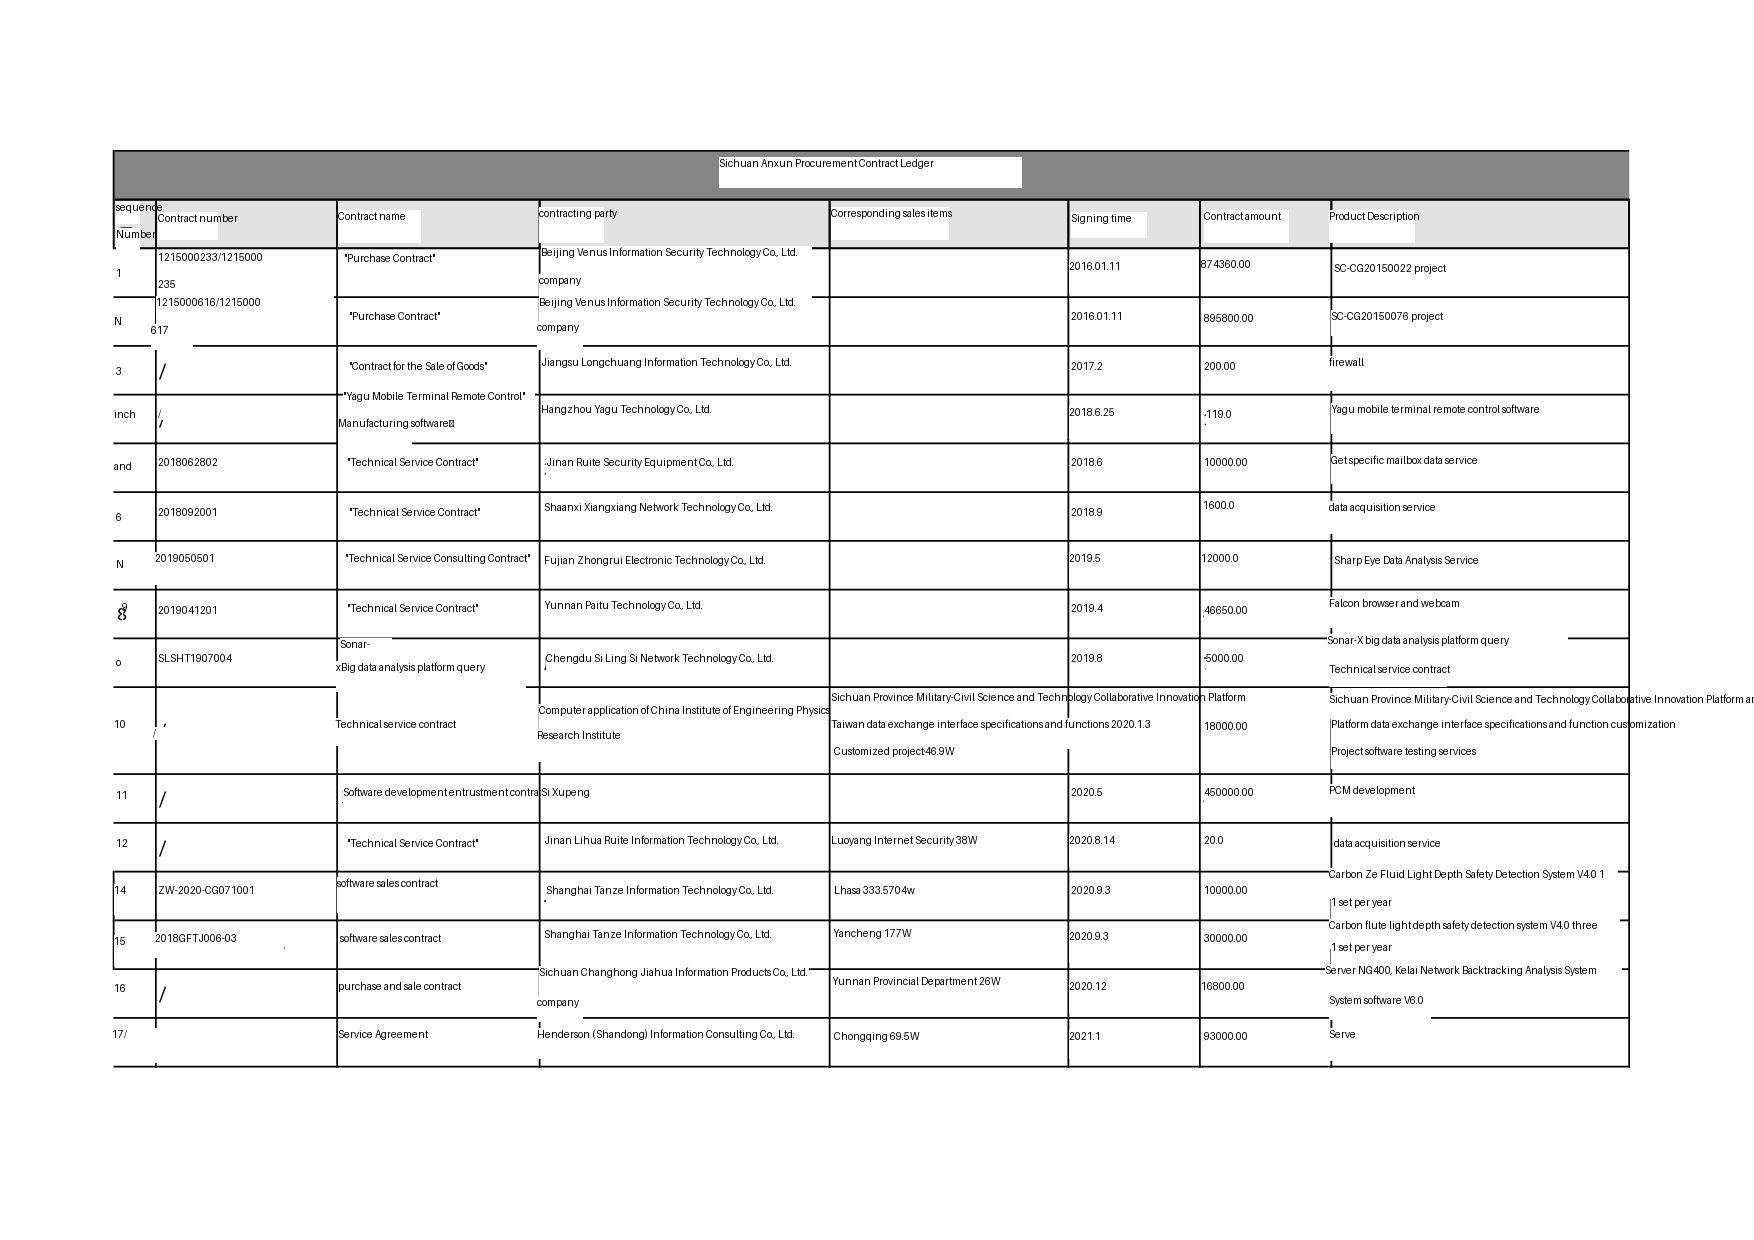 Sichuan Anxun Procurement Contract Ledger
sequence
Number
Contract number
Contract name
contracting party
Corresponding sales items
Signing time
Contract amount
Product Description
1
1215000233/1215000
235
"Purchase Contract"
Beijing Venus Information Security Technology Co., Ltd.
company
2016.01.11
874360.00
SC-CG20150022 project
N
1215000616/1215000
617
"Purchase Contract"
Beijing Venus Information Security Technology Co., Ltd.
company
2016.01.11
895800.00
SC-CG20150076 project
3
/
"Contract for the Sale of Goods"
Jiangsu Longchuang Information Technology Co., Ltd.
2017.2
200.00
firewall
inch
/
"Yagu Mobile Terminal Remote Control"
Manufacturing software
Hangzhou Yagu Technology Co., Ltd.
2018.6.25
-119.0
Yagu mobile terminal remote control software
and
2018062802
"Technical Service Contract"
Jinan Ruite Security Equipment Co., Ltd.
2018.6
10000.00
Get specific mailbox data service
6
2018092001
"Technical Service Contract"
Shaanxi Xiangxiang Network Technology Co., Ltd.
2018.9
1600.0
data acquisition service
N
2019050501
"Technical Service Consulting Contract"
Fujian Zhongrui Electronic Technology Co., Ltd.
2019.5
12000.0
Sharp Eye Data Analysis Service
2019041201
"Technical Service Contract"
Yunnan Paitu Technology Co., Ltd.
2019.4
46650.00
Falcon browser and webcam
o
SLSHT1907004
Sonar-
xBig data analysis platform query
Chengdu Si Ling Si Network Technology Co., Ltd.
2019.8
5000.00
Sonar-X big data analysis platform query
Technical service contract
10
/
Technical service contract
Computer application of China Institute of Engineering Physics
Research Institute
Sichuan Province Military-Civil Science and Technology Collaborative Innovation Platform
Taiwan data exchange interface specifications and functions 2020.1.3
Customized project-46.9W
18000.00
Sichuan Province Military-Civil Science and Technology Collaborative Innovation Platform
Platform data exchange interface specifications and function customization
Project software testing services
11
/
Software development entrustment contra
Si Xupeng
2020.5
450000.00
PCM development
12
/
"Technical Service Contract"
Jinan Lihua Ruite Information Technology Co., Ltd.
Luoyang Internet Security 38W
2020.8.14
20.0
data acquisition service
14
ZW-2020-CG071001
software sales contract
Shanghai Tanze Information Technology Co., Ltd.
Lhasa 333.5704w
2020.9.3
10000.00
Carbon Ze Fluid Light Depth Safety Detection System V4.0 1
1 set per year
15
2018GFTJ006-03
software sales contract
Shanghai Tanze Information Technology Co., Ltd.
Yancheng 177W
2020.9.3
30000.00
Carbon flute light depth safety detection system V4.0 three
1 set per year
16
/
purchase and sale contract
Sichuan Changhong Jiahua Information Products Co., Ltd.
company
Yunnan Provincial Department 26W
2020.12
16800.00
Server NG400, Kelai Network Backtracking Analysis System
System software V6.0
17/
Service Agreement
Henderson (Shandong) Information Consulting Co., Ltd.
Chongqing 69.5W
2021.1
93000.00
Serve